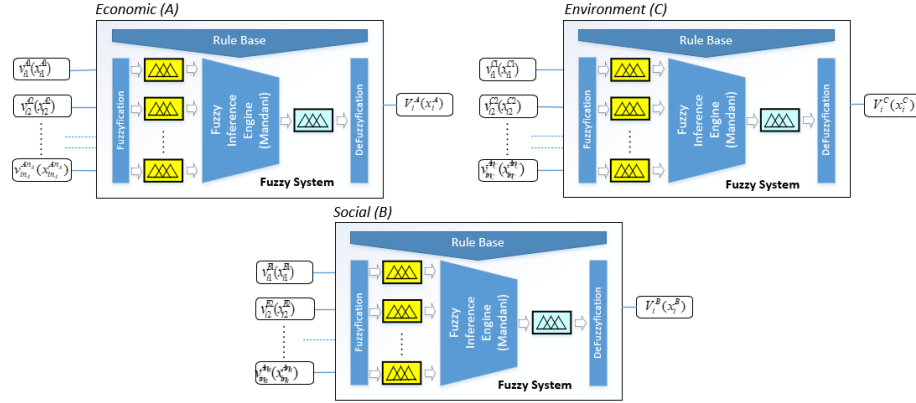 Economic (A)
Rule Base
Fuzzyfication
Fuzzy
Inference
Engine
(Mandani)
DeFuzzyfication
Fuzzy System
V_i^A(x_i^A)
Environment (C)
Rule Base
Fuzzyfication
Fuzzy
Inference
Engine
(Mandani)
DeFuzzyfication
Fuzzy System
V_i^C(x_i^C)
Social (B)
Rule Base
Fuzzyfication
Fuzzy
Inference
Engine
(Mandani)
DeFuzzyfication
Fuzzy System
V_i^B(x_i^B)